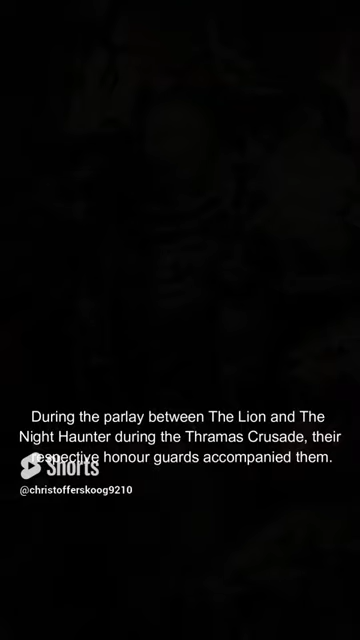 During the parlay between The Lion and The
Night Haunter during the Thramas Crusade, their
respective honour guards accompanied them.
Shorts
@christofferskoog9210